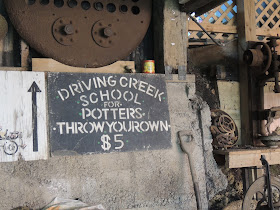 DRIVING CREEK
SCHOOL
·FOR·
POTTERS
·THROW YOUR OWN·
$5